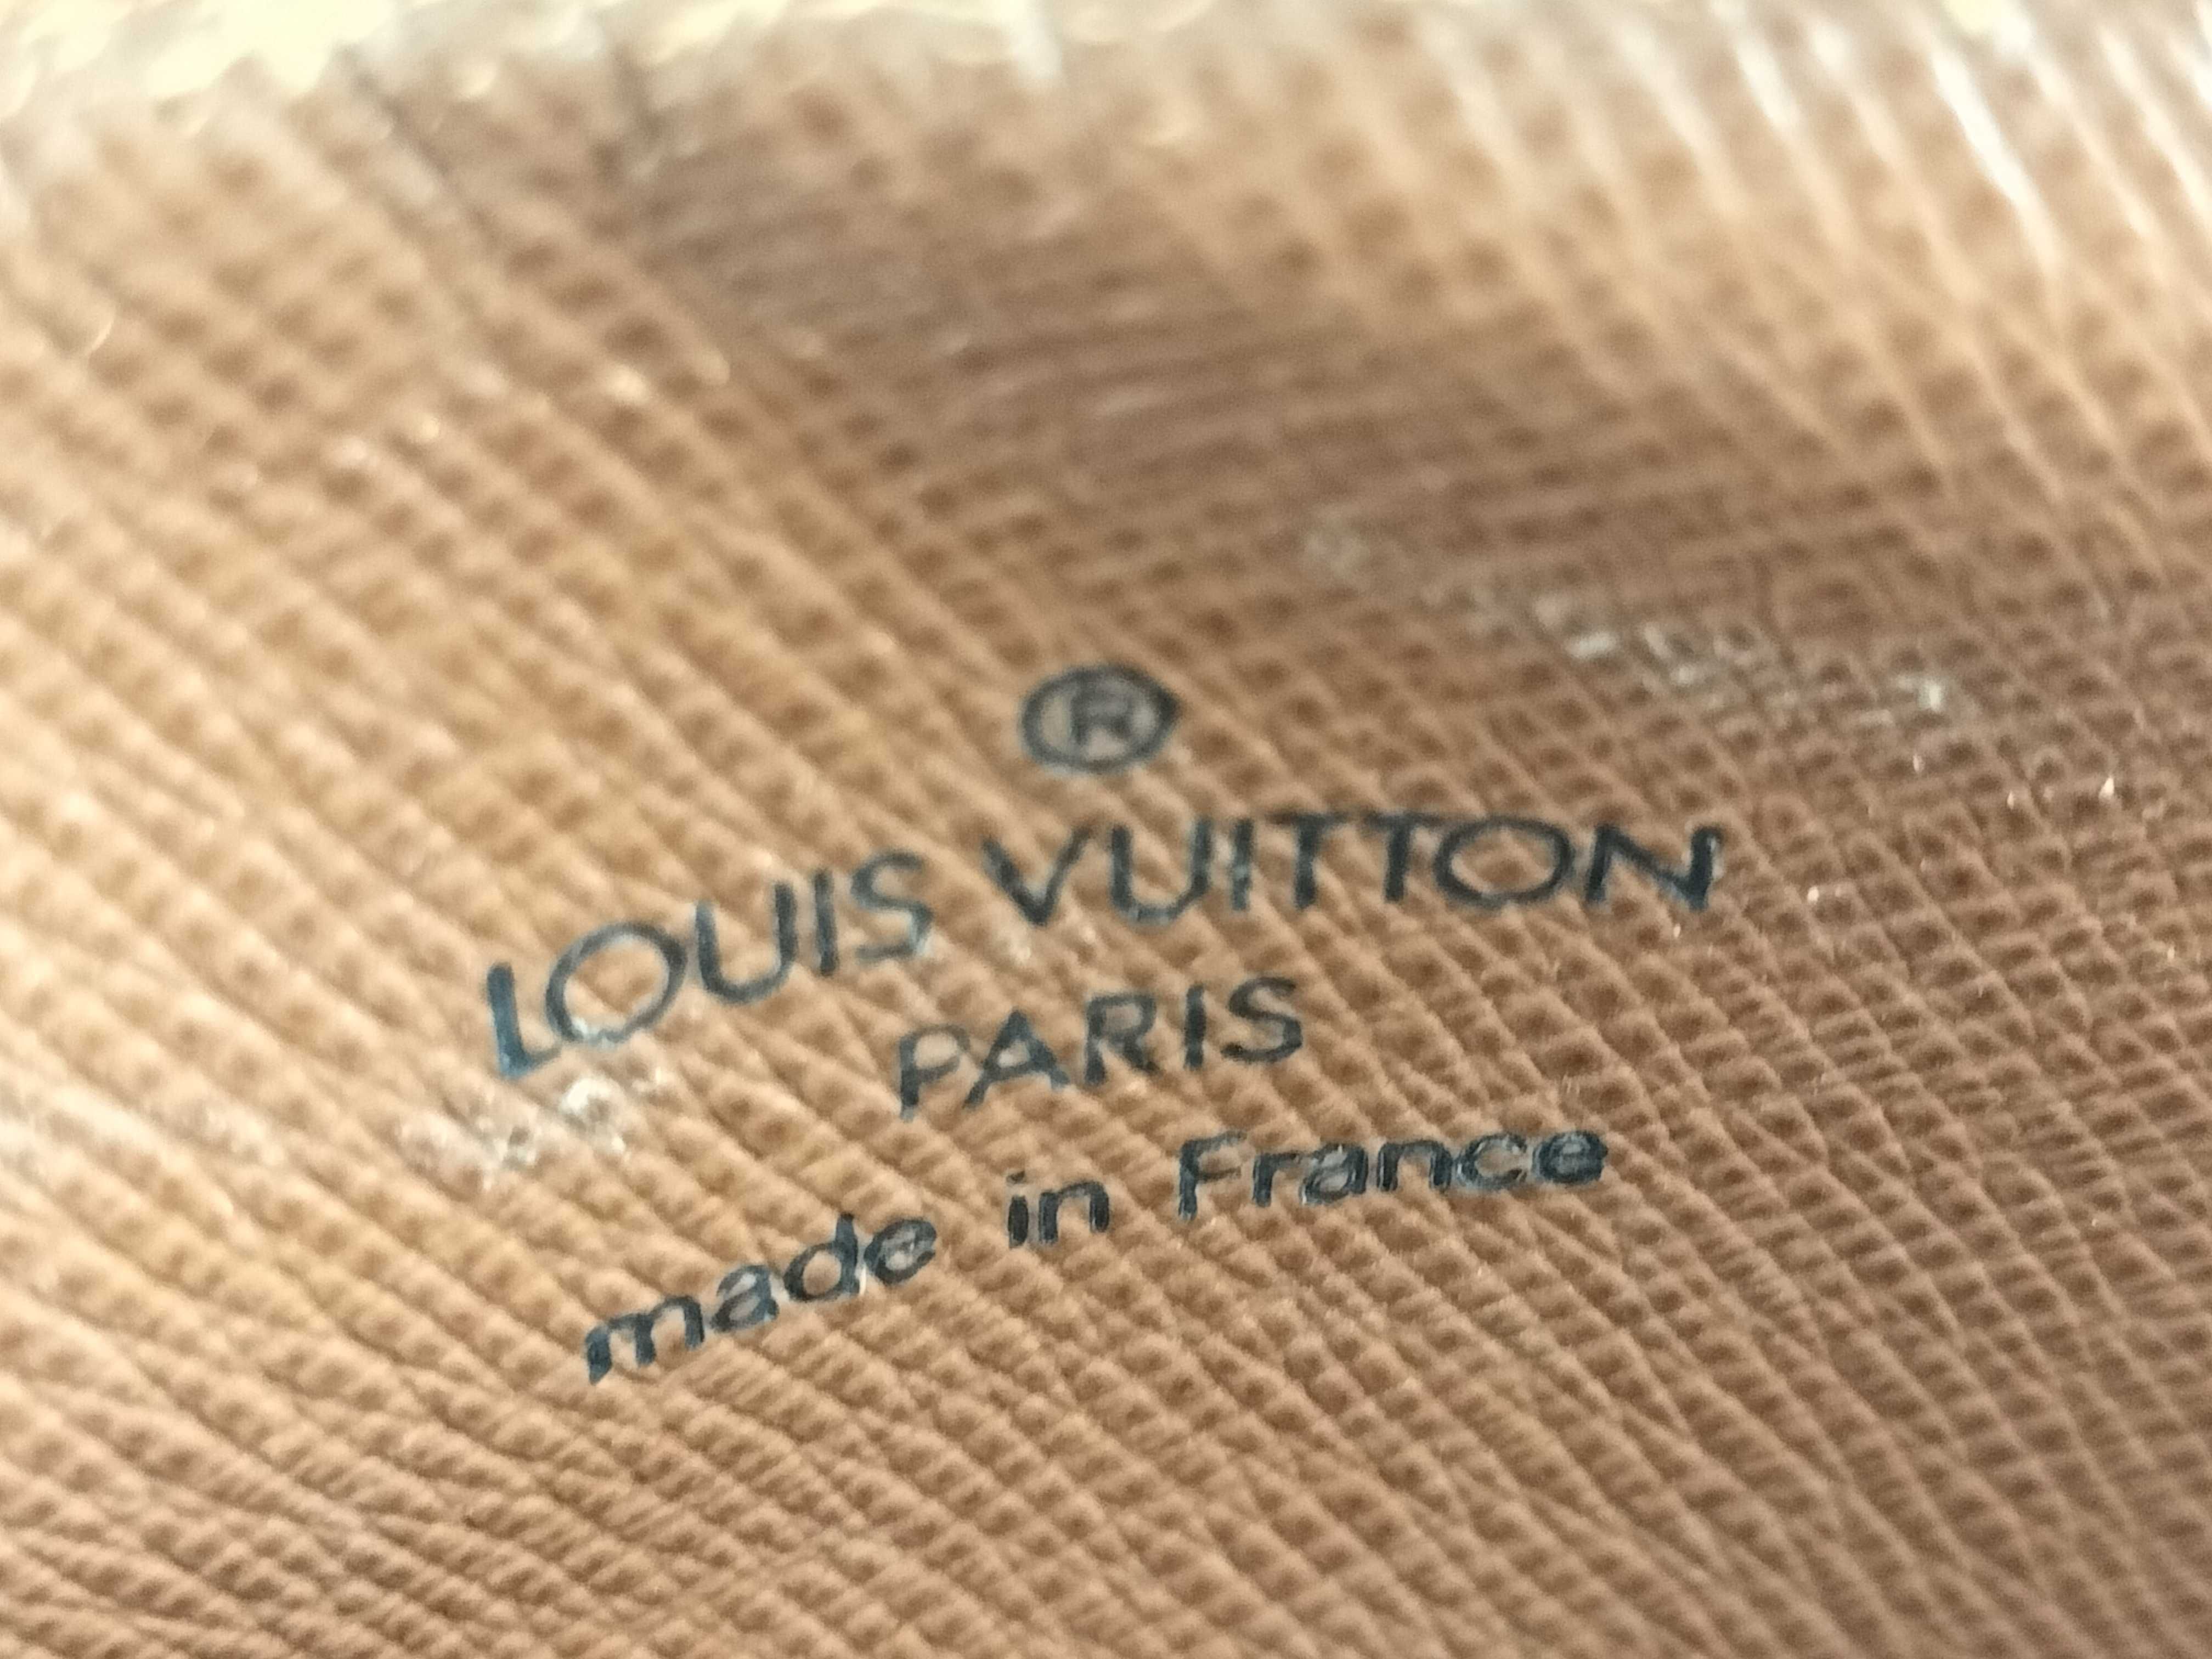 ®
LOUIS VUITTON
PARIS
made in France